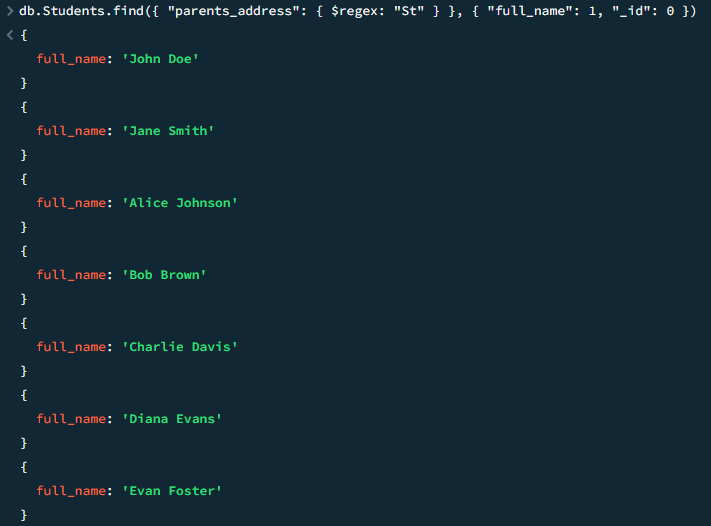 db.Students.find({ "parents_address": { $regex: "St" } }, { "full_name": 1, "_id": 0 })
{
full_name: 'John Doe'
}
{
full_name: 'Jane Smith'
}
{
full_name: 'Alice Johnson'
}
{
full_name: 'Bob Brown'
}
{
full_name: 'Charlie Davis'
}
{
full_name: 'Diana Evans'
}
{
full_name: 'Evan Foster'
}